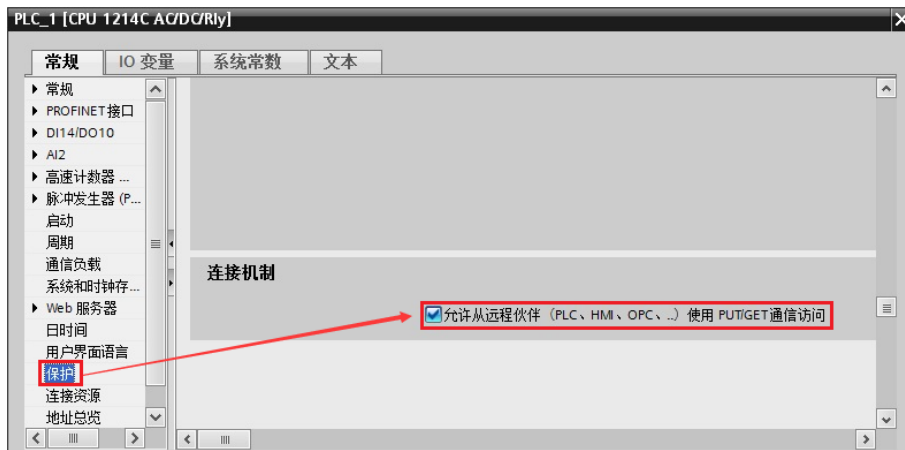 PLC_1 [CPU 1214C AC/DC/Rly]
常规 IO 变量 系统常数 文本
常规
PROFINET接口
DI14/DO10
AI2
高速计数器 ...
脉冲发生器 (P...
启动
周期
通信负载
系统和时钟存...
Web 服务器
日时间
用户界面语言
保护
连接资源
地址总览
连接机制
允许从远程伙伴（PLC、HMI、OPC、...）使用 PUT/GET通信访问